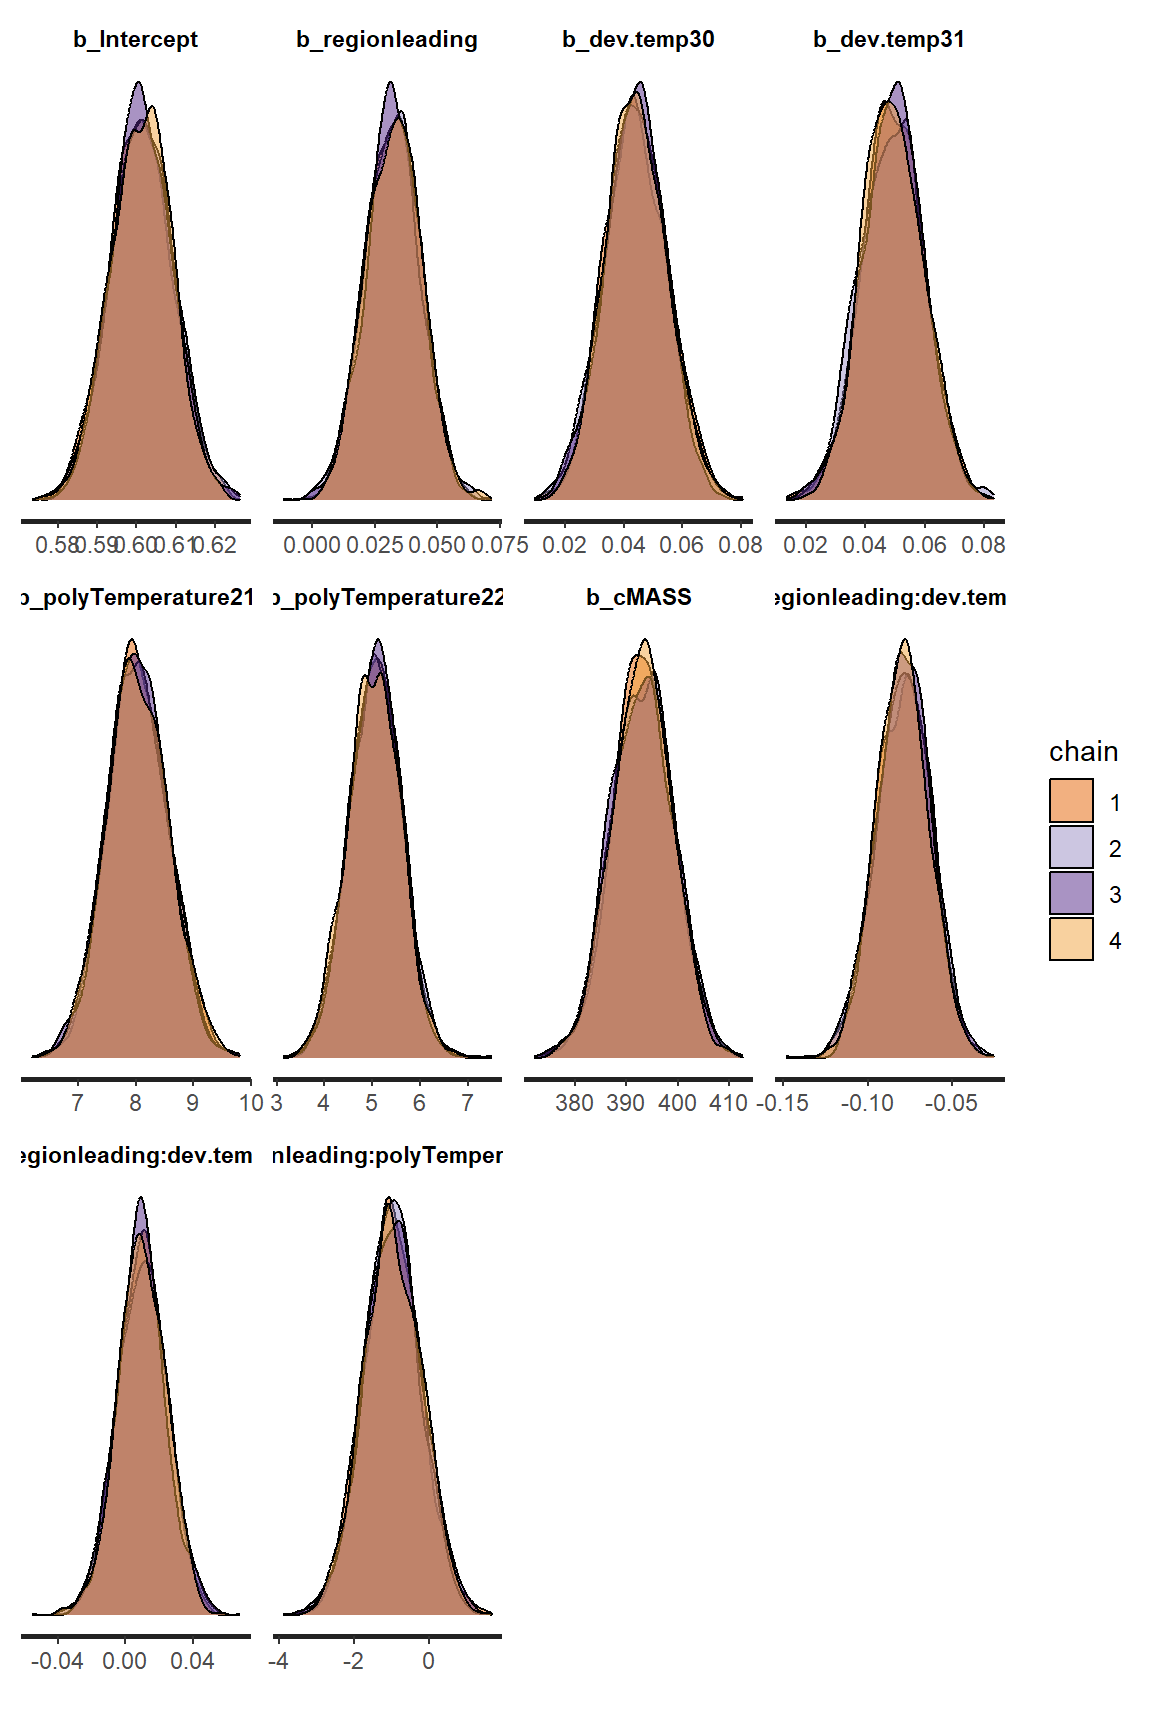 b_Intercept b_regionleading b_dev.temp30 b_dev.temp31
0.58 0.59 0.60 0.61 0.62 0.000 0.025 0.050 0.075 0.02 0.04 0.06 0.08 0.02 0.04 0.06 0.08
b_polyTemperature21 b_polyTemperature22 b_cMASS egionleading:dev.tem
chain
1
2
3
4
7 8 9 10 3 4 5 6 7 380 390 400 410 -0.15 -0.10 -0.05
egionleading:dev.tem nleading:polyTemper
-0.04 0.00 0.04 -4 -2 0